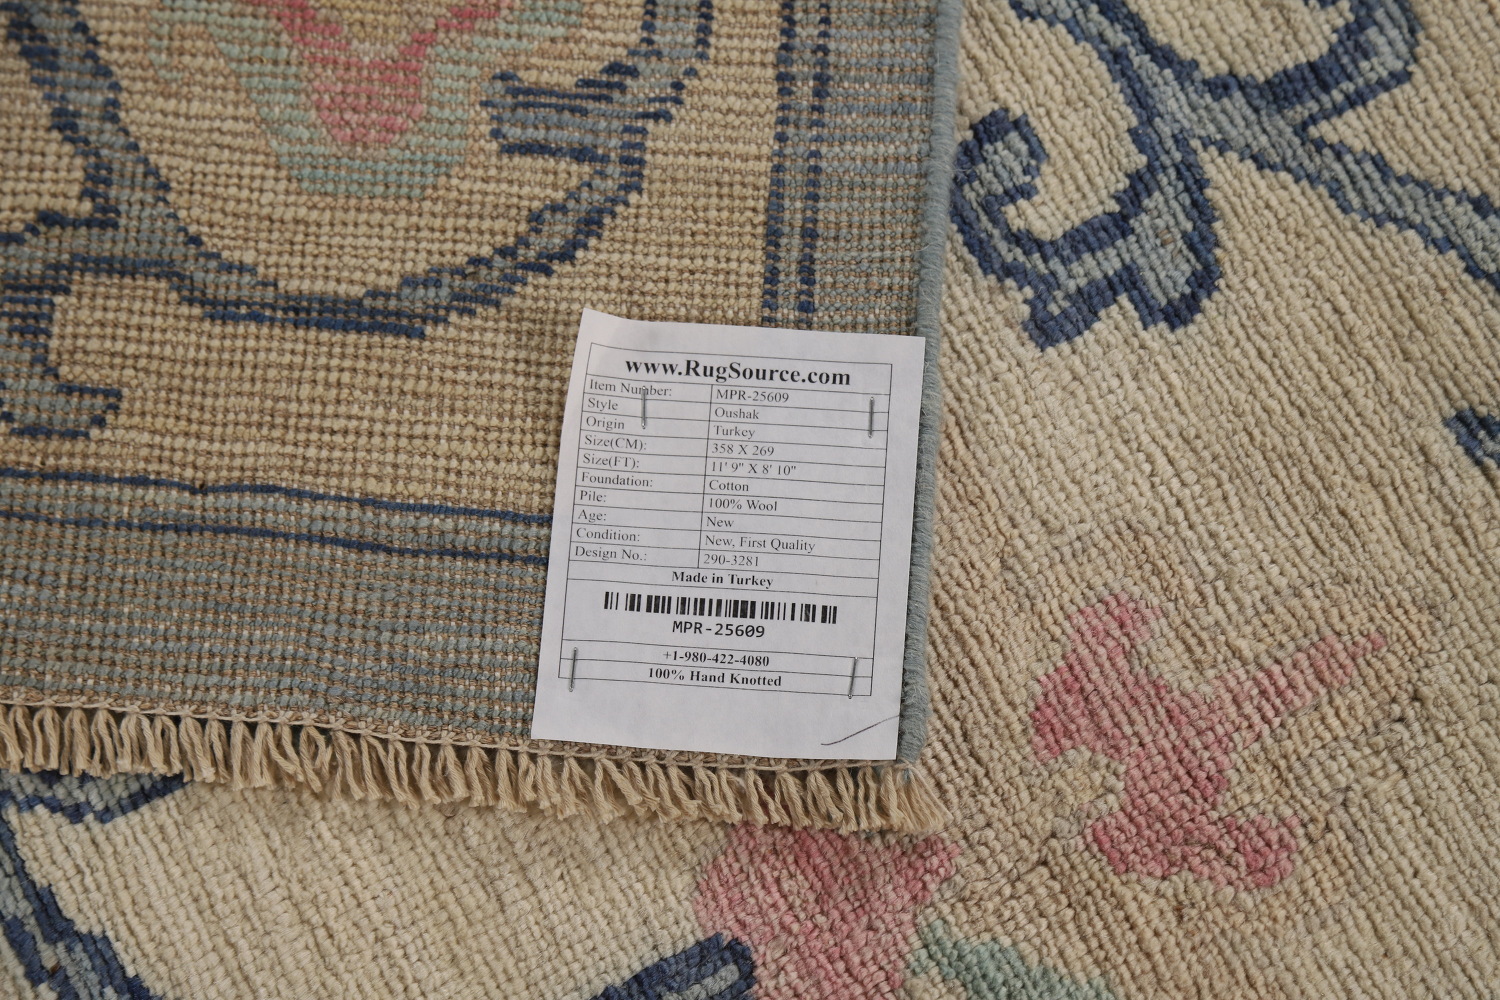 www.RugSource.com
Item Number: MPR-25609
Style Oushak
Origin Turkey
Size(CM): 358 X 269
Size(FT): 11' 9" X 8' 10"
Foundation: Cotton
Pile: 100% Wool
Age: New
Condition: New, First Quality
Design No.: 290-3281
Made in Turkey
MPR-25609
+1-980-422-4080
100% Hand Knotted